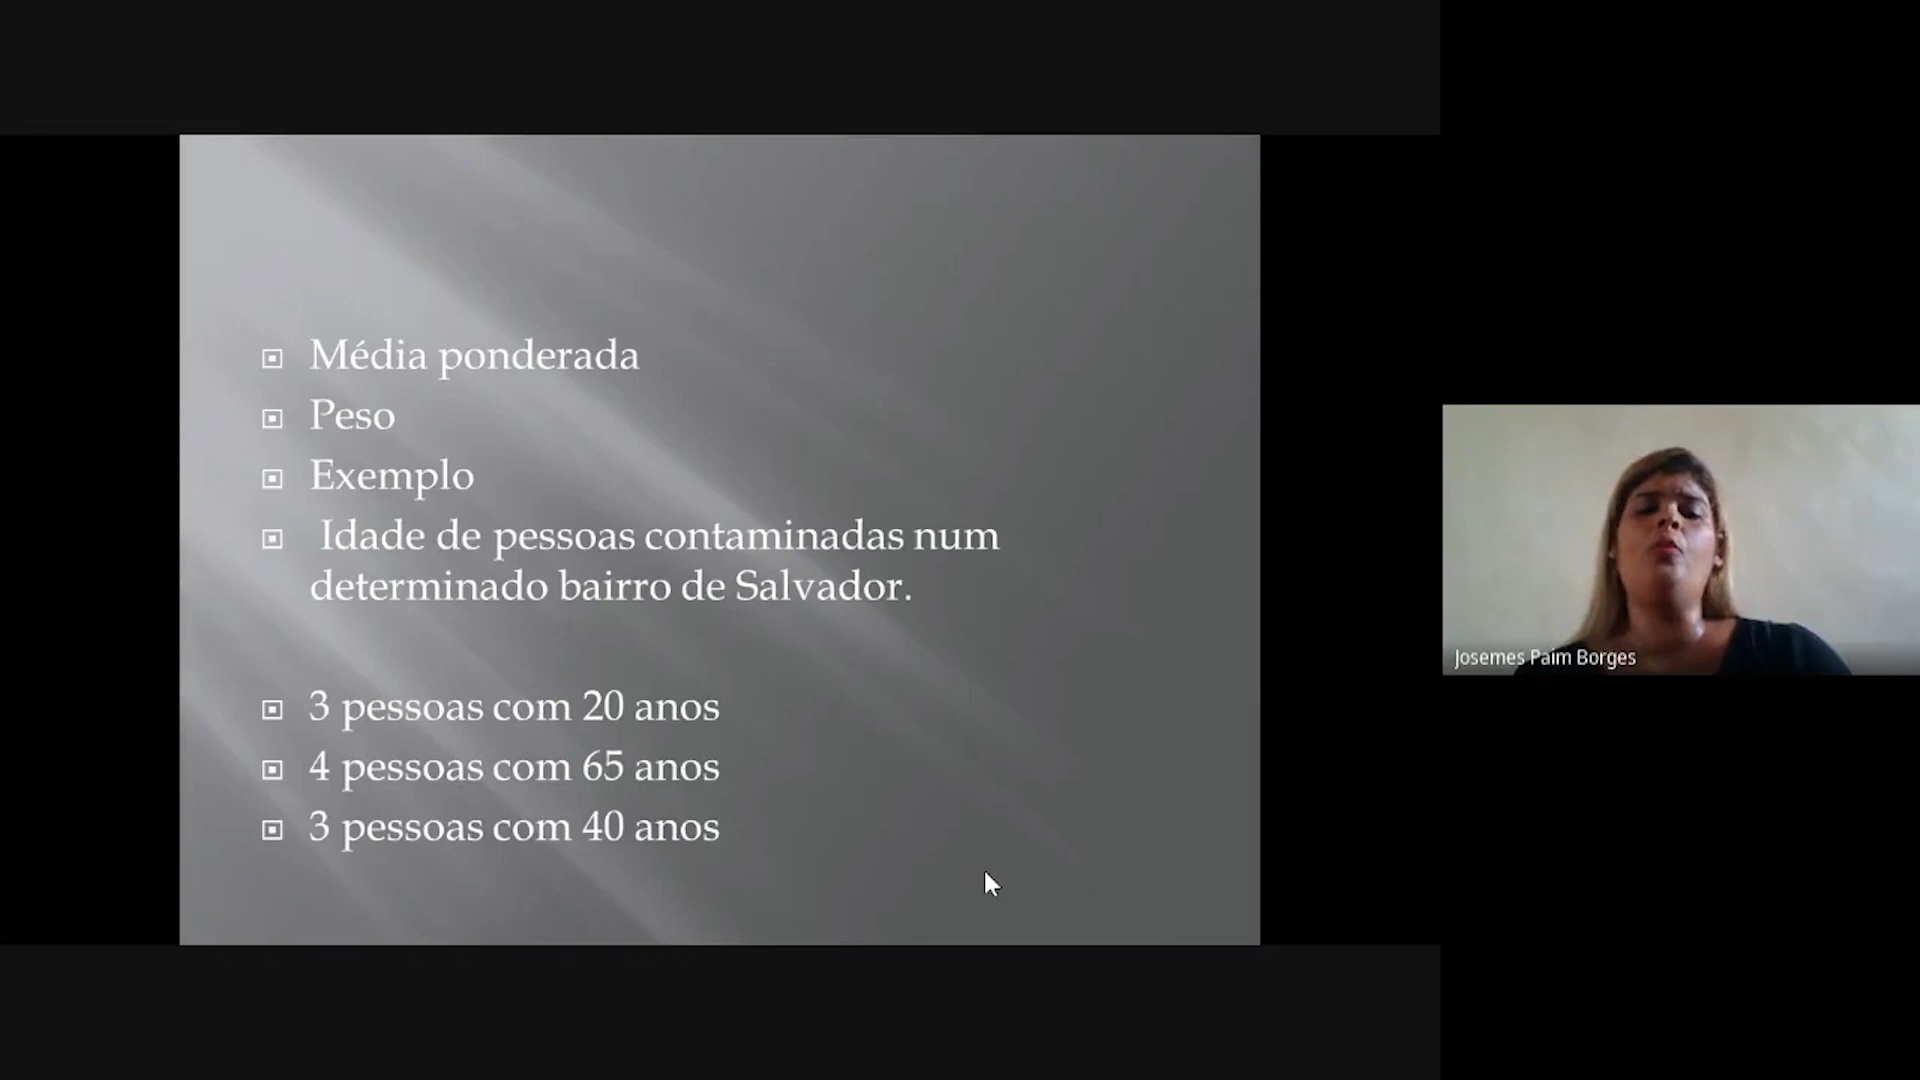 Média ponderada
Peso
Exemplo
Idade de pessoas contaminadas num
determinado bairro de Salvador.
3 pessoas com 20 anos
4 pessoas com 65 anos
3 pessoas com 40 anos
Josemes Paim Borges